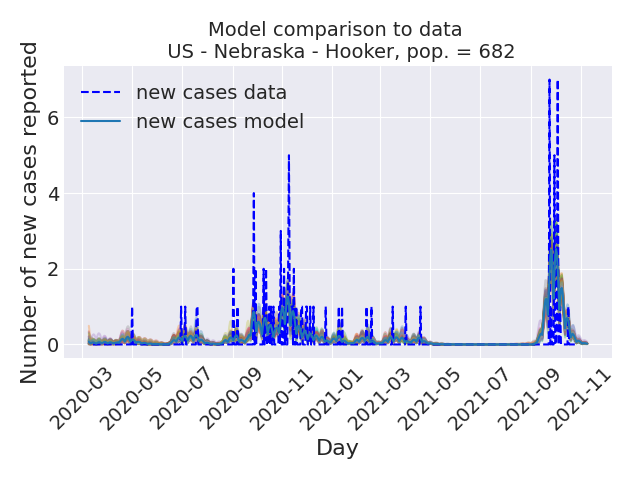 Model comparison to data
US - Nebraska - Hooker, pop. = 682
Number of new cases reported
new cases data
new cases model
6
4
2
0
2020-03
2020-05
2020-07
2020-09
2020-11
2021-01
2021-03
2021-05
2021-07
2021-09
2021-11
Day